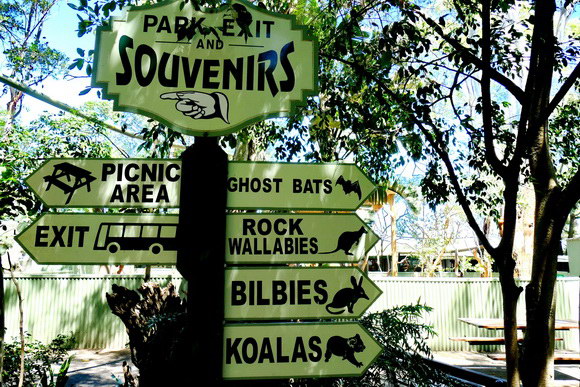 PARK EXIT
AND
SOUVENIRS
PICNIC
AREA
EXIT
GHOST BATS
ROCK
WALLABIES
BILBIES
KOALAS